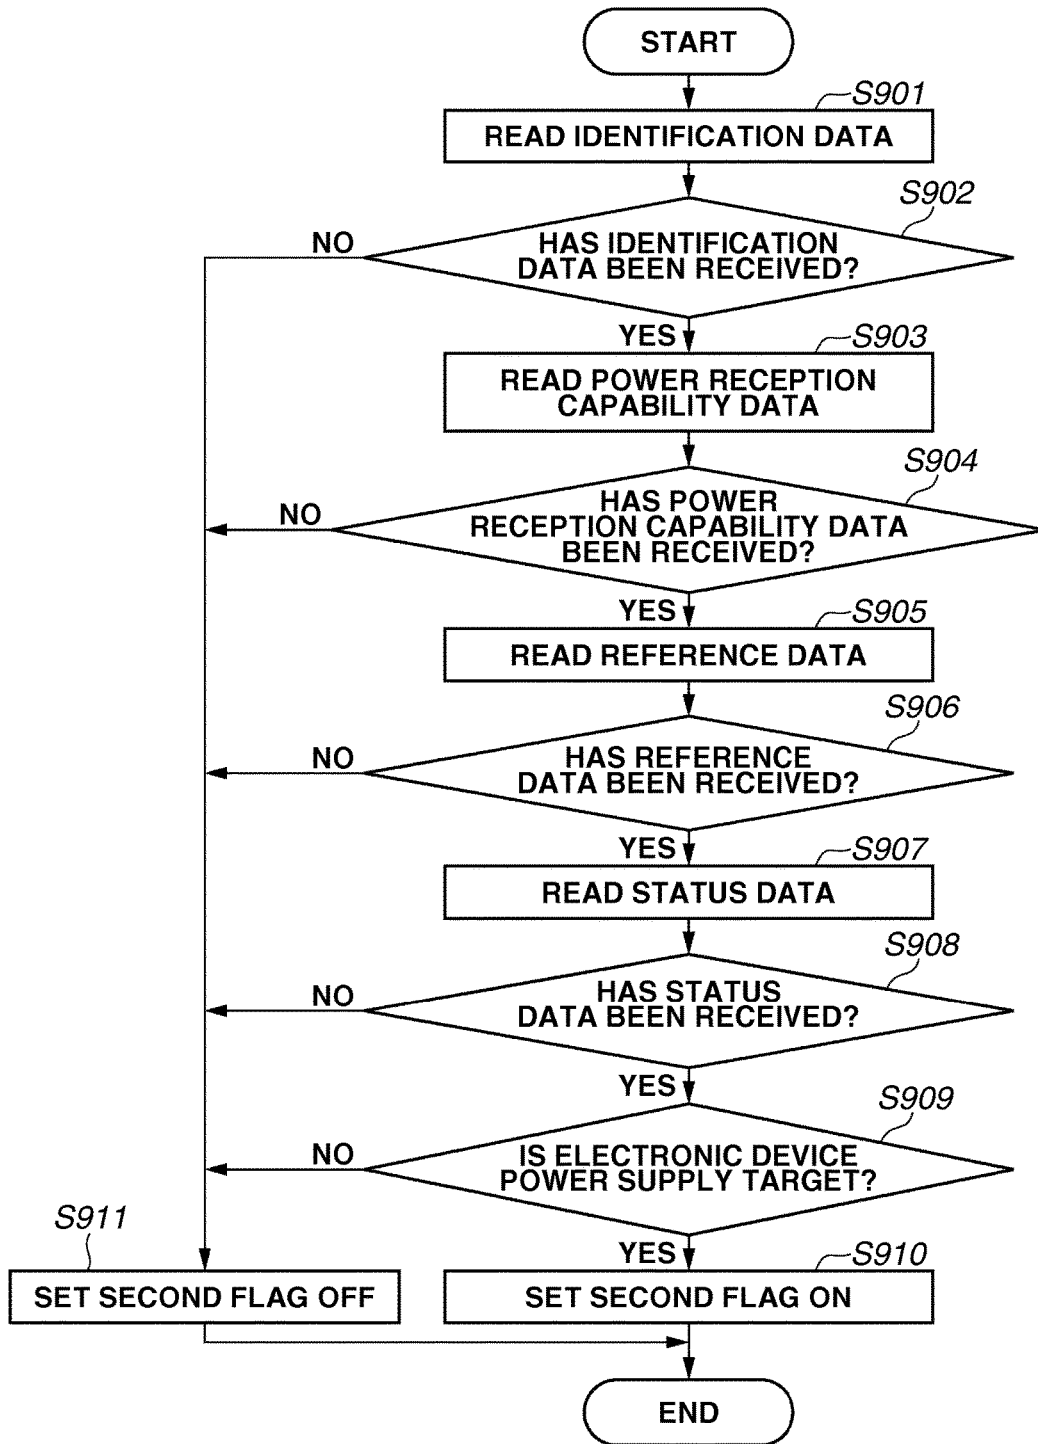 START
S901
READ IDENTIFICATION DATA
S902
HAS IDENTIFICATION
DATA BEEN RECEIVED?
NO
YES
S903
READ POWER RECEPTION
CAPABILITY DATA
S904
HAS POWER
RECEPTION CAPABILITY DATA
BEEN RECEIVED?
NO
YES
S905
READ REFERENCE DATA
S906
HAS REFERENCE
DATA BEEN RECEIVED?
NO
YES
S907
READ STATUS DATA
S908
HAS STATUS
DATA BEEN RECEIVED?
NO
YES
S909
IS ELECTRONIC DEVICE
POWER SUPPLY TARGET?
NO
YES
S911
SET SECOND FLAG OFF
S910
SET SECOND FLAG ON
END